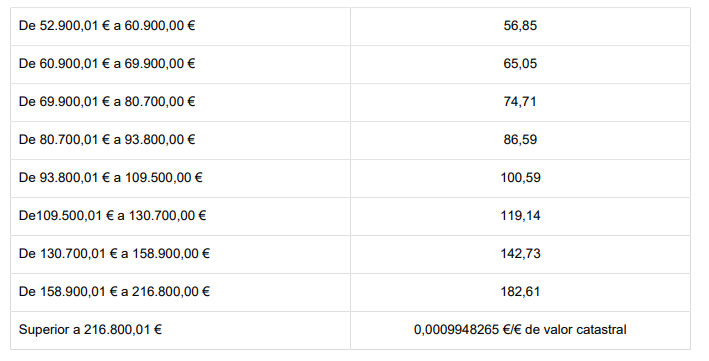 De 52.900,01 € a 60.900,00 € 56,85
De 60.900,01 € a 69.900,00 € 65,05
De 69.900,01 € a 80.700,00 € 74,71
De 80.700,01 € a 93.800,00 € 86,59
De 93.800,01 € a 109.500,00 € 100,59
De109.500,01 € a 130.700,00 € 119,14
De 130.700,01 € a 158.900,00 € 142,73
De 158.900,01 € a 216.800,00 € 182,61
Superior a 216.800,01 € 0,0009948265 €/€ de valor catastral